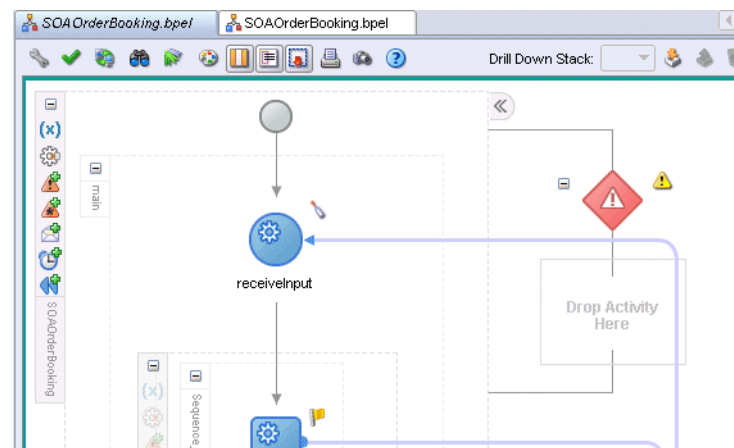 SOAOrderBooking.bpel
SOAOrderBooking.bpel
Drill Down Stack:
(x)
main
receiveInput
SOAOrderBooking
Drop Activity
Here
(x)
Sequence_